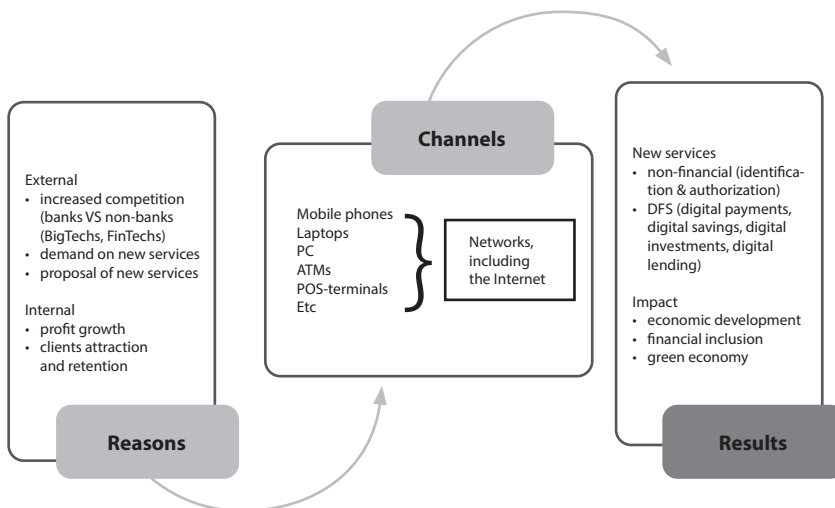 External
• increased competition
(banks VS non-banks
(BigTechs, FinTechs)
• demand on new services
• proposal of new services
Internal
• profit growth
• clients attraction
and retention
Reasons
Channels
Mobile phones
Laptops
PC
ATMs
POS-terminals
Etc
Networks,
including
the Internet
New services
• non-financial (identifica-
tion & authorization)
• DFS (digital payments,
digital savings, digital
investments, digital
lending)
Impact
• economic development
• financial inclusion
• green economy
Results